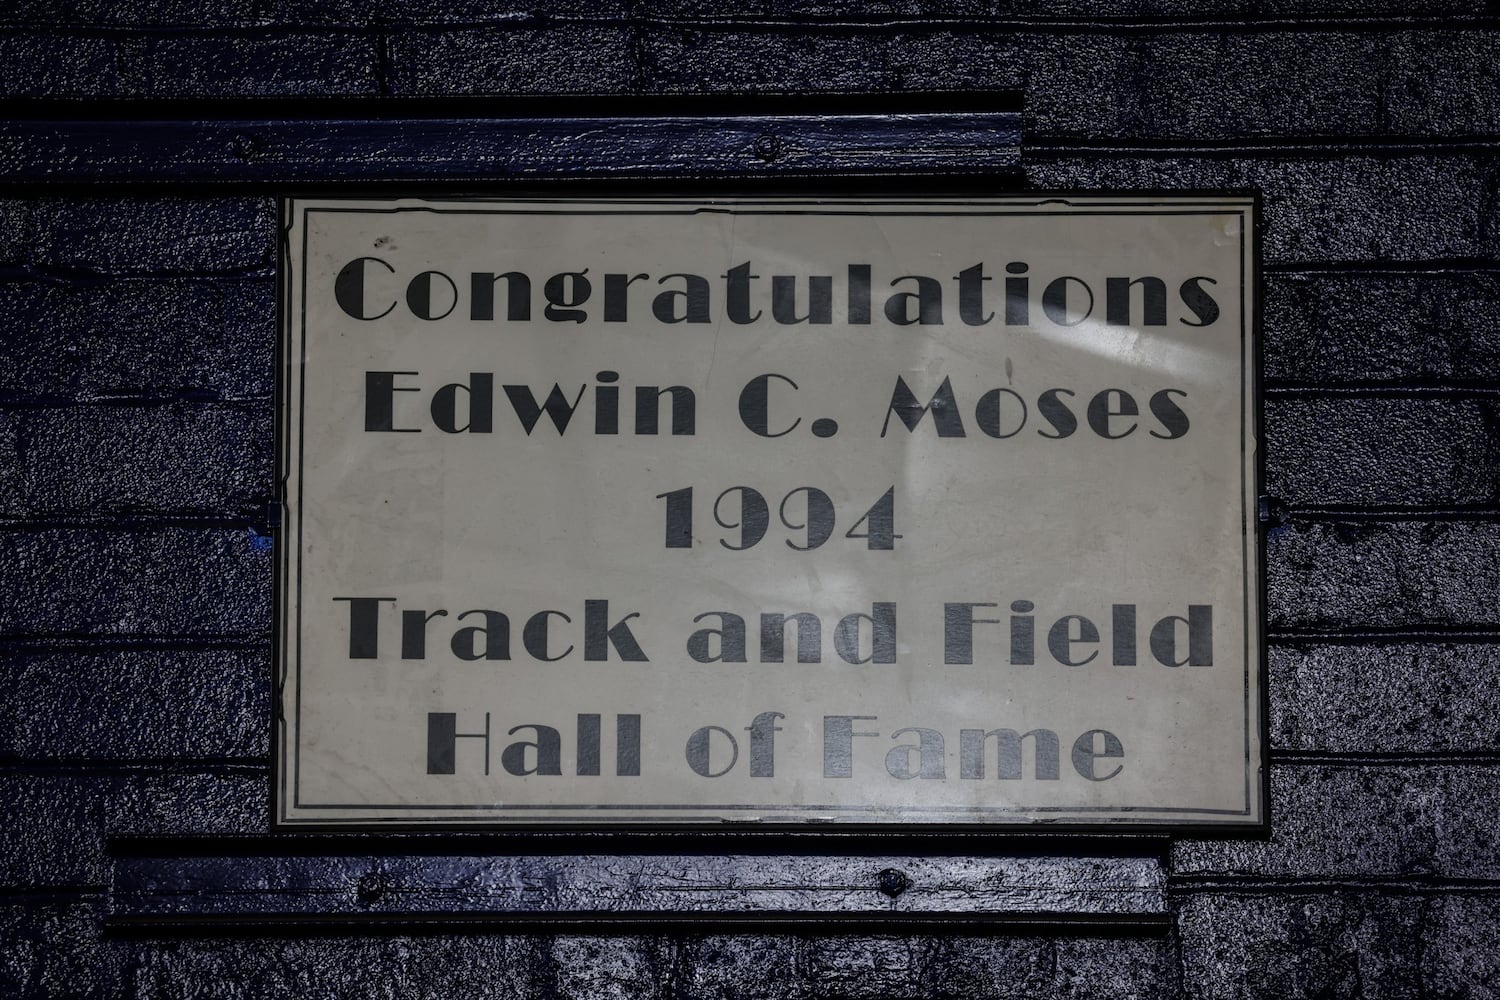 Congratulations
Edwin C. Moses
1994
Track and Field
Hall of Fame